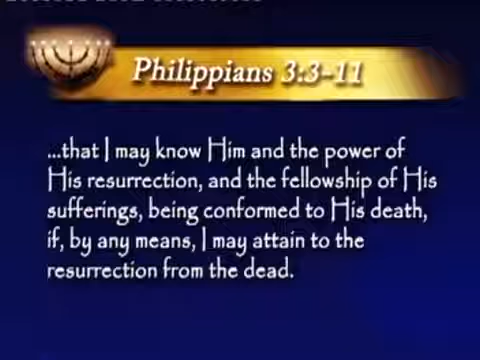 Philippians 3:3-11
...that I may know Him and the power of
His resurrection, and the fellowship of His
sufferings, being conformed to His death,
if, by any means, I may attain to the
resurrection from the dead.